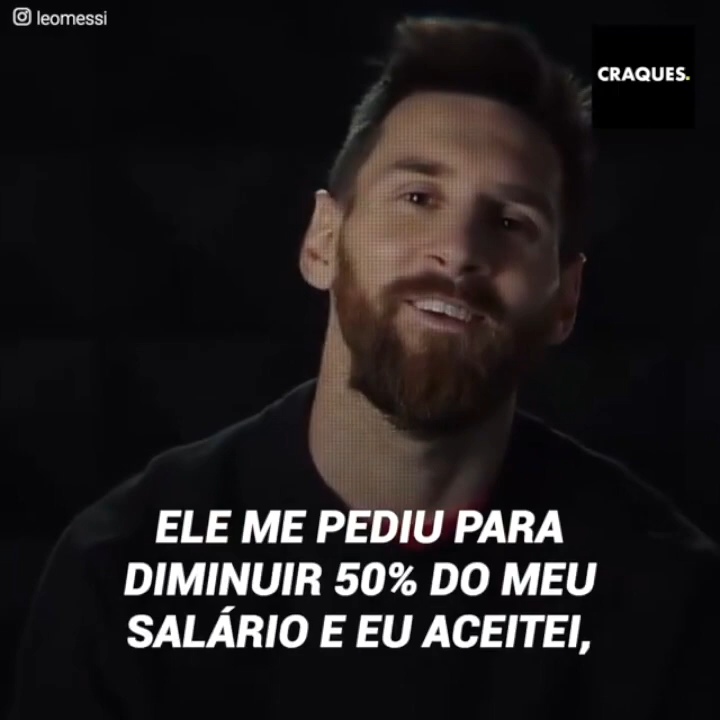 leomessi
CRAQUES.
ELE ME PEDIU PARA
DIMINUIR 50% DO MEU
SALÁRIO E EU ACEITEI,